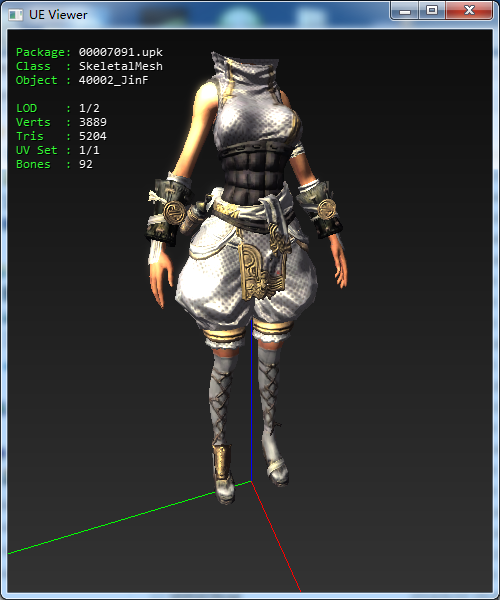 UE Viewer
Package: 00007091.upk
Class : SkeletalMesh
Object : 40002_JinF
LOD : 1/2
Verts : 3889
Tris : 5204
UV Set : 1/1
Bones : 92